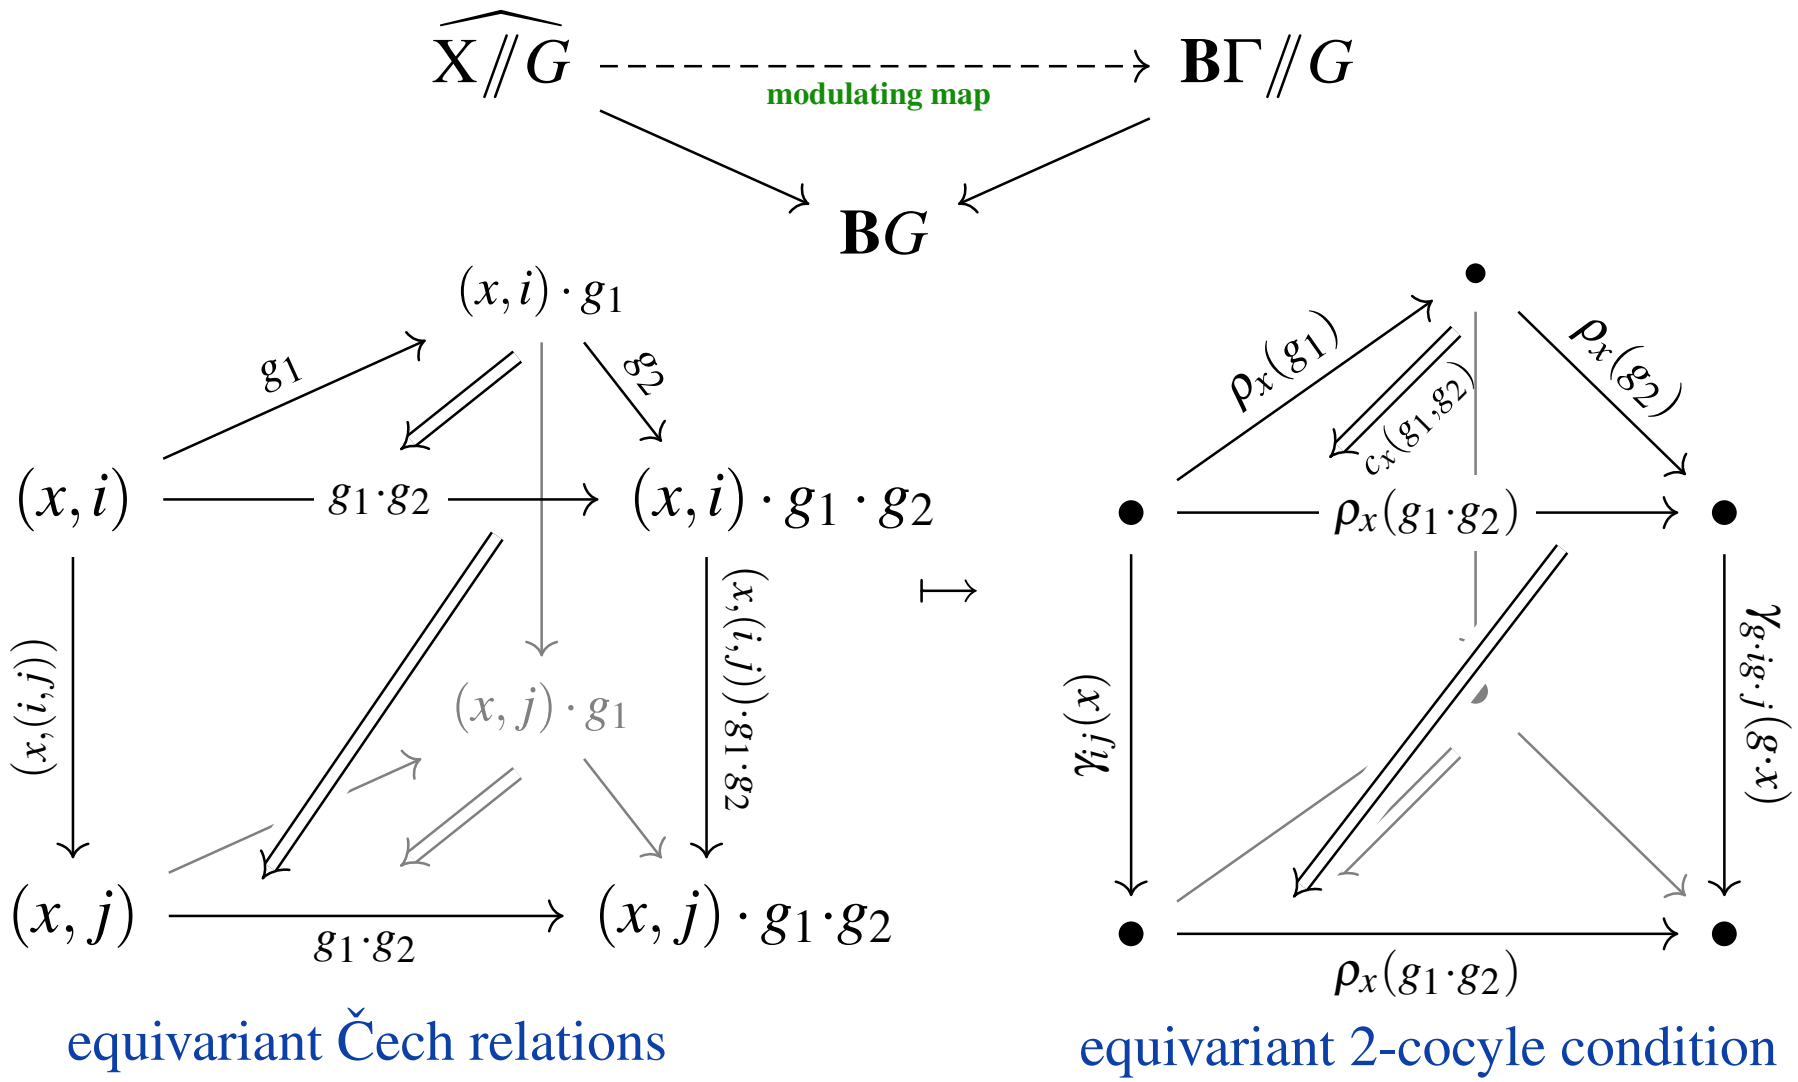 X⫽G
BΓ⫽G
modulating map
BG
(x,i)·g₁
g₁
g₂
(x,i)
g₁·g₂
(x,i)·g₁·g₂
(x,(i,j))
(x,(i,j))·g₁·g₂
(x,j)·g₁
(x,j)
g₁·g₂
(x,j)·g₁·g₂
↦
ρₓ(g₁)
ρₓ(g₂)
cₓ(g₁,g₂)
ρₓ(g₁·g₂)
γᵢⱼ(x)
γ_{g·ig·j}(g·x)
ρₓ(g₁·g₂)
equivariant Čech relations
equivariant 2-cocyle condition